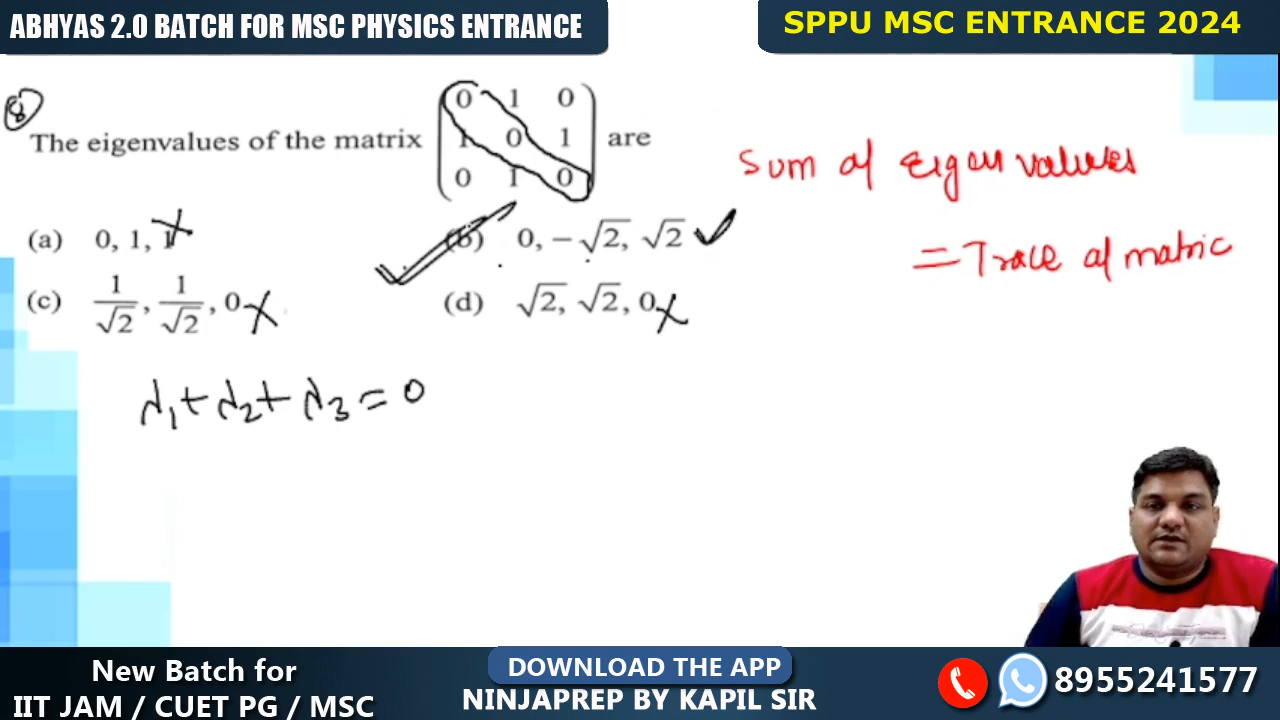 ABHYAS 2.0 BATCH FOR MSC PHYSICS ENTRANCE
SPPU MSC ENTRANCE 2024
8
The eigenvalues of the matrix
0 1 0
1 0 1
0 1 0
are
(a) 0, 1, 1
(b) 0, −√2, √2
(c) 1/√2, 1/√2, 0
(d) √2, √2, 0
Sum of Eigen values
= Trace of matric
λ1 + λ2 + λ3 = 0
New Batch for
IIT JAM / CUET PG / MSC
DOWNLOAD THE APP
NINJAPREP BY KAPIL SIR
8955241577